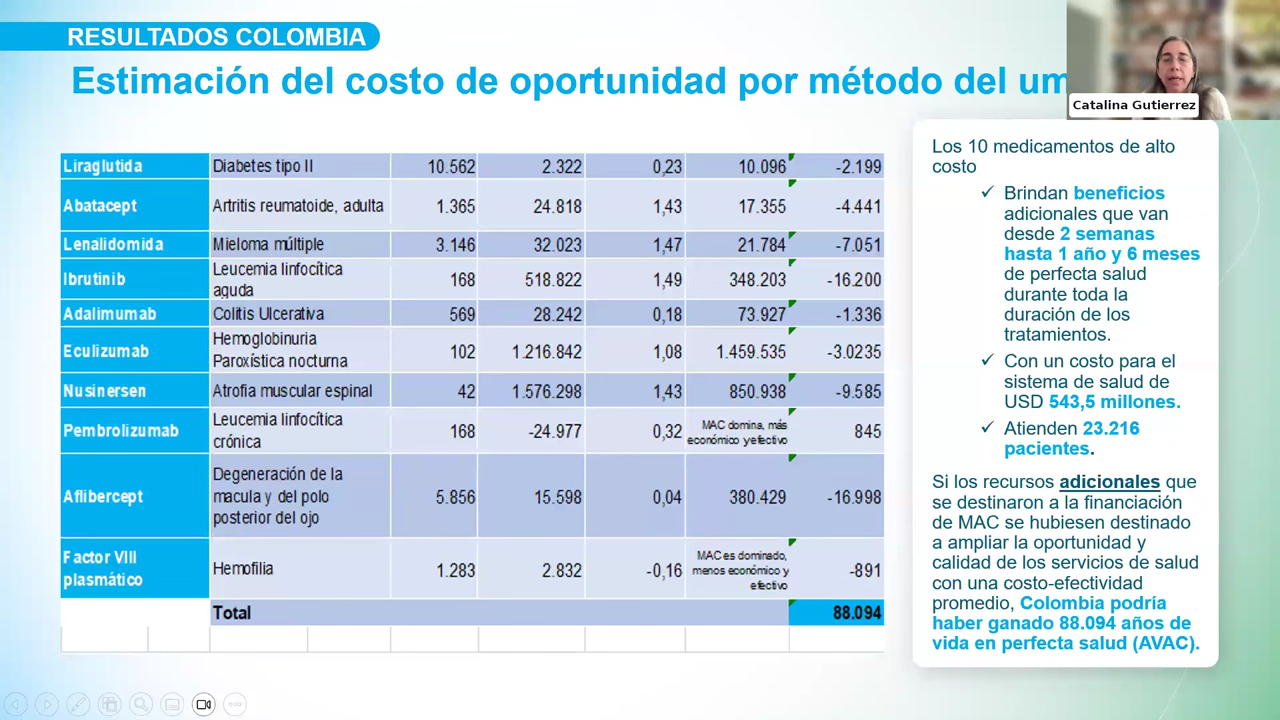 RESULTADOS COLOMBIA
Estimación del costo de oportunidad por método del um
Catalina Gutierrez
Liraglutida Diabetes tipo II 10.562 2.322 0,23 10.096 -2.199
Abatacept Artritis reumatoide, adulta 1.365 24.818 1,43 17.355 -4.441
Lenalidomida Mieloma múltiple 3.146 32.023 1,47 21.784 -7.051
Ibrutinib Leucemia linfocítica aguda 168 518.822 1,49 348.203 -16.200
Adalimumab Colitis Ulcerativa 569 28.242 0,18 73.927 -1.336
Eculizumab Hemoglobinuria Paroxística nocturna 102 1.216.842 1,08 1.459.535 -3.0235
Nusinersen Atrofia muscular espinal 42 1.576.298 1,43 850.938 -9.585
Pembrolizumab Leucemia linfocítica crónica 168 -24.977 0,32 MAC domina, más económico y efectivo 845
Aflibercept Degeneración de la macula y del polo posterior del ojo 5.856 15.598 0,04 380.429 -16.998
Factor VIII plasmático Hemofilia 1.283 2.832 -0,16 MAC es dominado, menos económico y efectivo -891
Total 88.094
Los 10 medicamentos de alto
costo
✓ Brindan beneficios
adicionales que van
desde 2 semanas
hasta 1 año y 6 meses
de perfecta salud
durante toda la
duración de los
tratamientos.
✓ Con un costo para el
sistema de salud de
USD 543,5 millones.
✓ Atienden 23.216
pacientes.
Si los recursos adicionales que
se destinaron a la financiación
de MAC se hubiesen destinado
a ampliar la oportunidad y
calidad de los servicios de salud
con una costo-efectividad
promedio, Colombia podría
haber ganado 88.094 años de
vida en perfecta salud (AVAC).